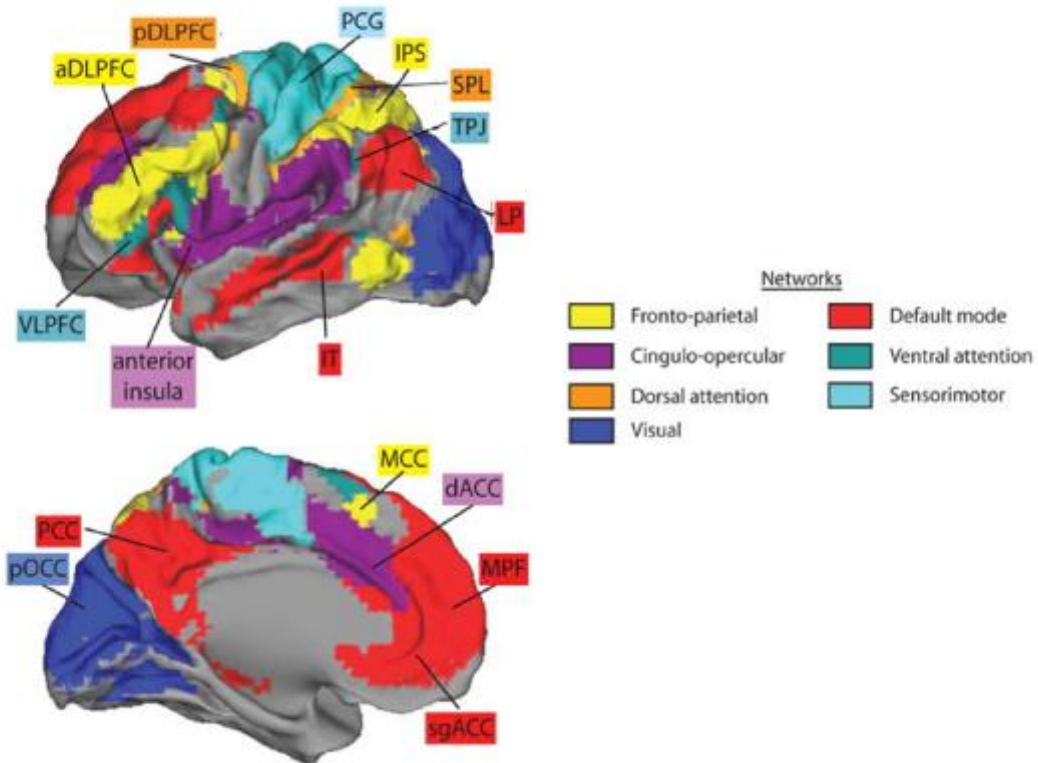 pDLPFC
PCG
IPS
aDLPFC
SPL
TPJ
LP
VLPFC
anterior
insula
IT
Networks
Fronto-parietal
Default mode
Cingulo-opercular
Ventral attention
Dorsal attention
Sensorimotor
Visual
MCC
dACC
PCC
pOCC
MPF
sgACC